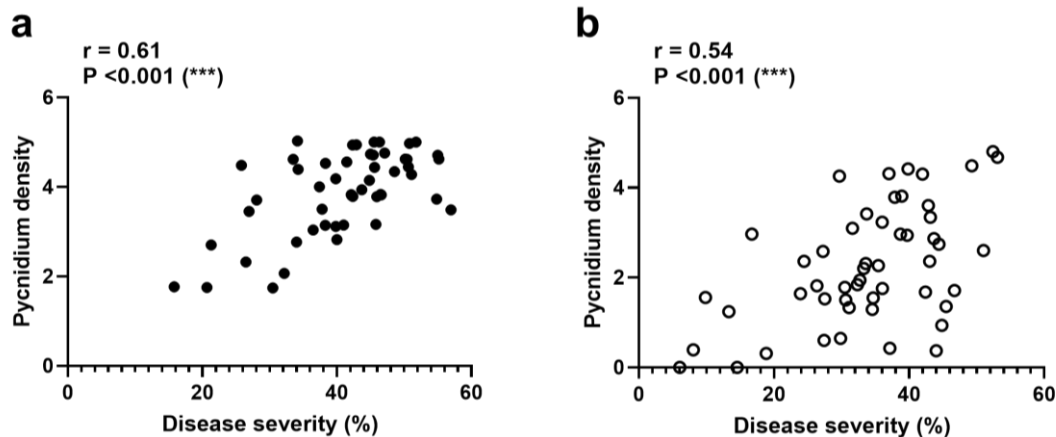 a
r = 0.61
P <0.001 (***)
Pycnidium density
6
4
2
0
0 20 40 60
Disease severity (%)
b
r = 0.54
P <0.001 (***)
Pycnidium density
6
4
2
0
0 20 40 60
Disease severity (%)